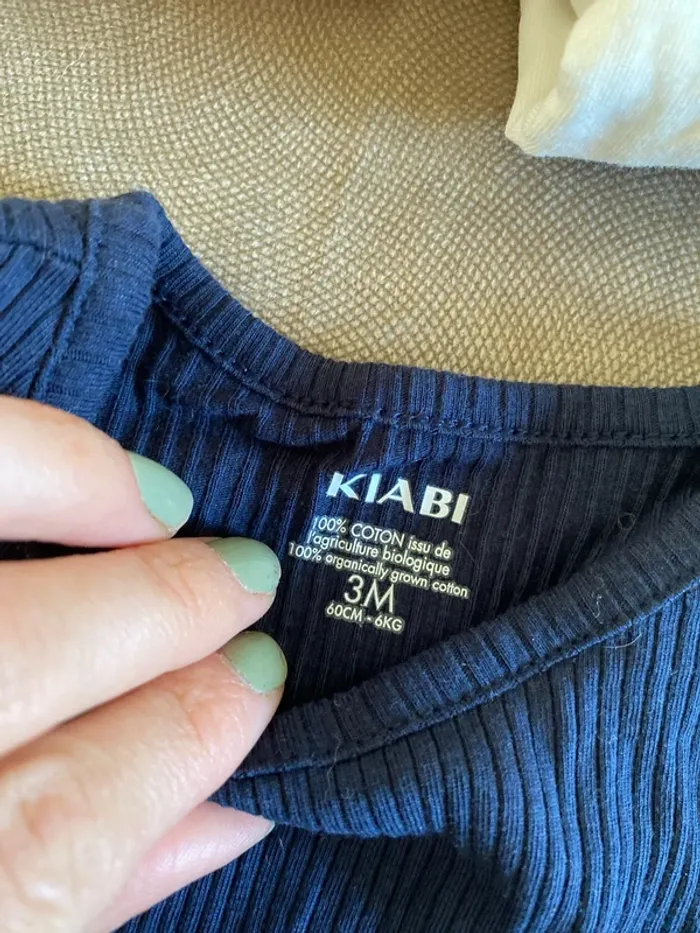 KIABI
100% COTON issu de
l'agriculture biologique
100% organically grown cotton
3M
60CM - 6KG